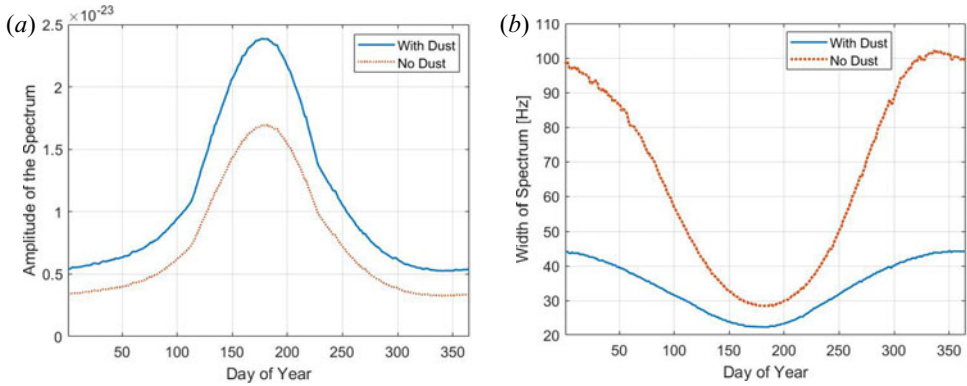 (a)
×10⁻²³
Amplitude of the Spectrum
2.5
2
1.5
1
0.5
0
With Dust
No Dust
50 100 150 200 250 300 350
Day of Year
(b)
Width of Spectrum [Hz]
110
100
90
80
70
60
50
40
30
20
With Dust
No Dust
50 100 150 200 250 300 350
Day of Year